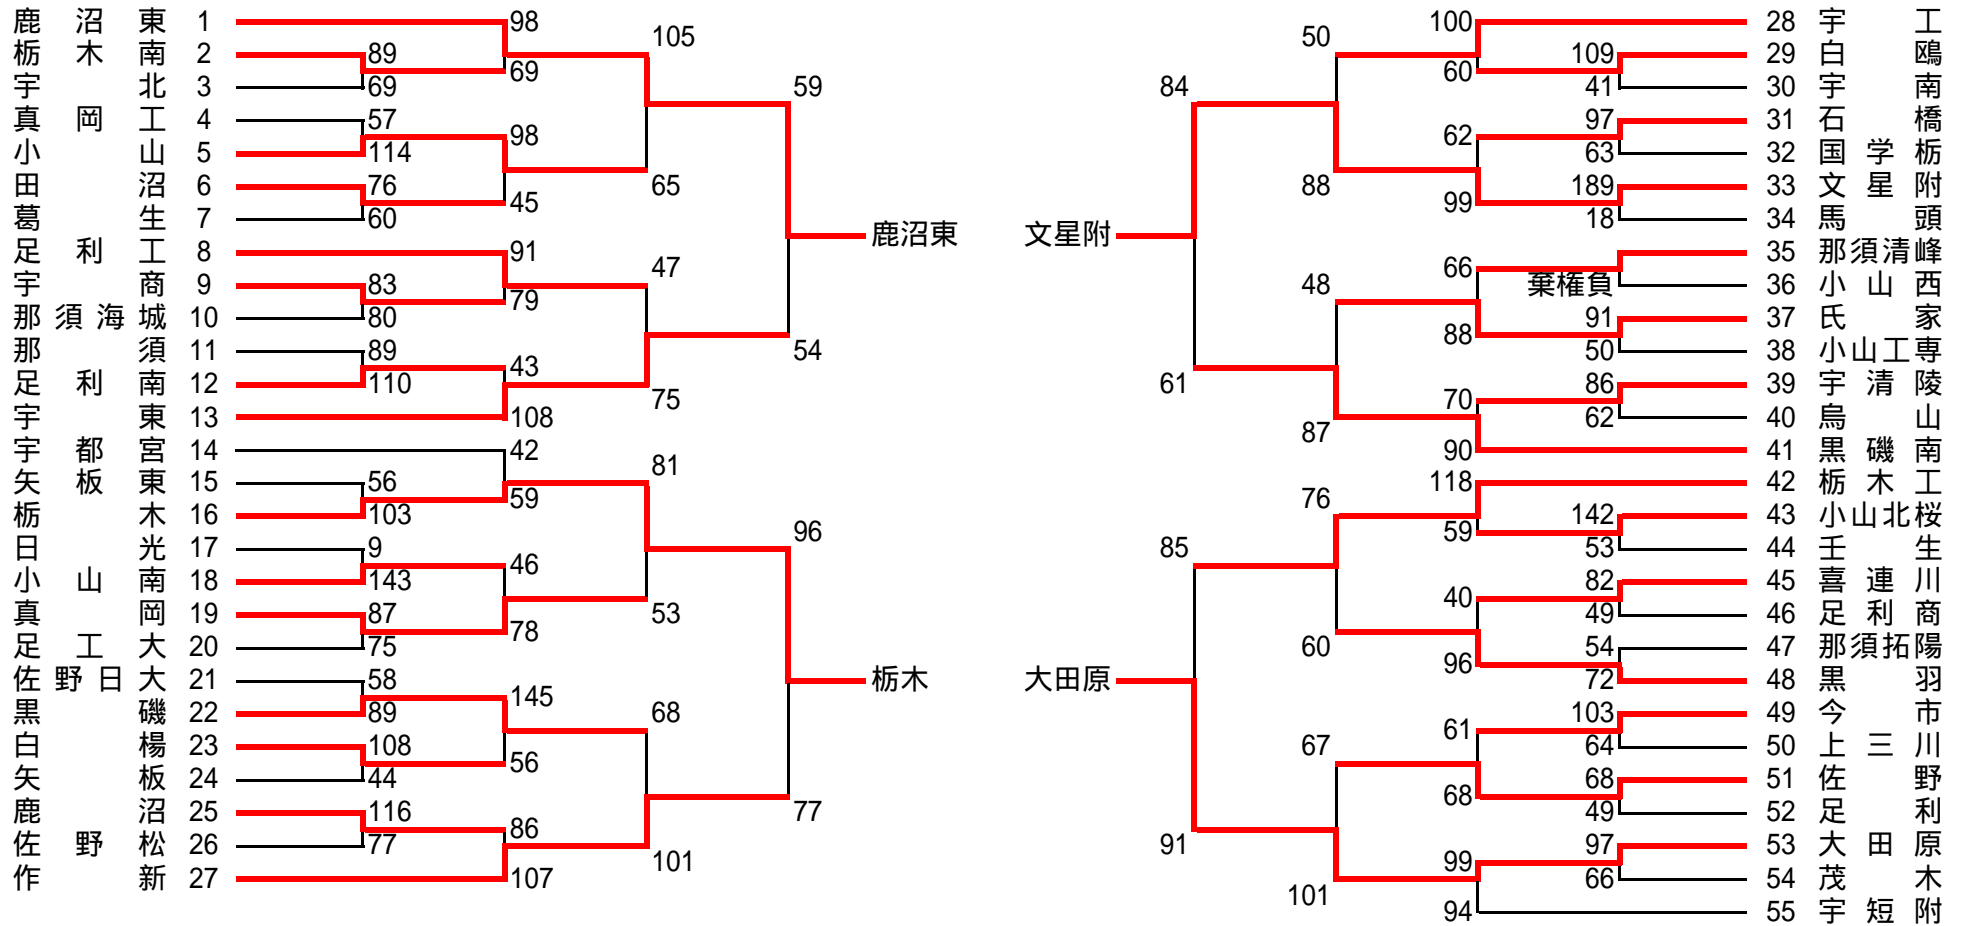 鹿沼東 1
栃木南 2
宇北 3
真岡工 4
小山 5
田沼 6
葛生 7
足利工 8
宇商 9
那須海城 10
那須 11
足利南 12
宇東 13
宇都宮 14
矢板東 15
栃木 16
日光 17
小山南 18
真岡 19
足工大 20
佐野日大 21
黒磯 22
白楊 23
矢板 24
鹿沼 25
佐野松 26
作新 27
89
69
57
114
76
60
83
80
89
110
56
103
9
143
87
75
58
89
108
44
116
77
98
69
98
45
91
79
43
108
42
59
46
78
145
56
86
107
105
65
47
75
81
53
68
101
59
54
96
77
鹿沼東
栃木
文星附
大田原
84
61
85
91
50
88
48
87
76
60
67
101
100
60
62
99
66
88
70
90
118
59
40
96
61
68
99
94
109
41
97
63
189
18
棄権負
91
50
86
62
142
53
82
49
54
72
103
64
68
49
97
66
28 宇工
29 白鴎
30 宇南
31 石橋
32 国学栃
33 文星附
34 馬頭
35 那須清峰
36 小山西
37 氏家
38 小山工専
39 宇清陵
40 烏山
41 黒磯南
42 栃木工
43 小山北桜
44 壬生
45 喜連川
46 足利商
47 那須拓陽
48 黒羽
49 今市
50 上三川
51 佐野
52 足利
53 大田原
54 茂木
55 宇短附